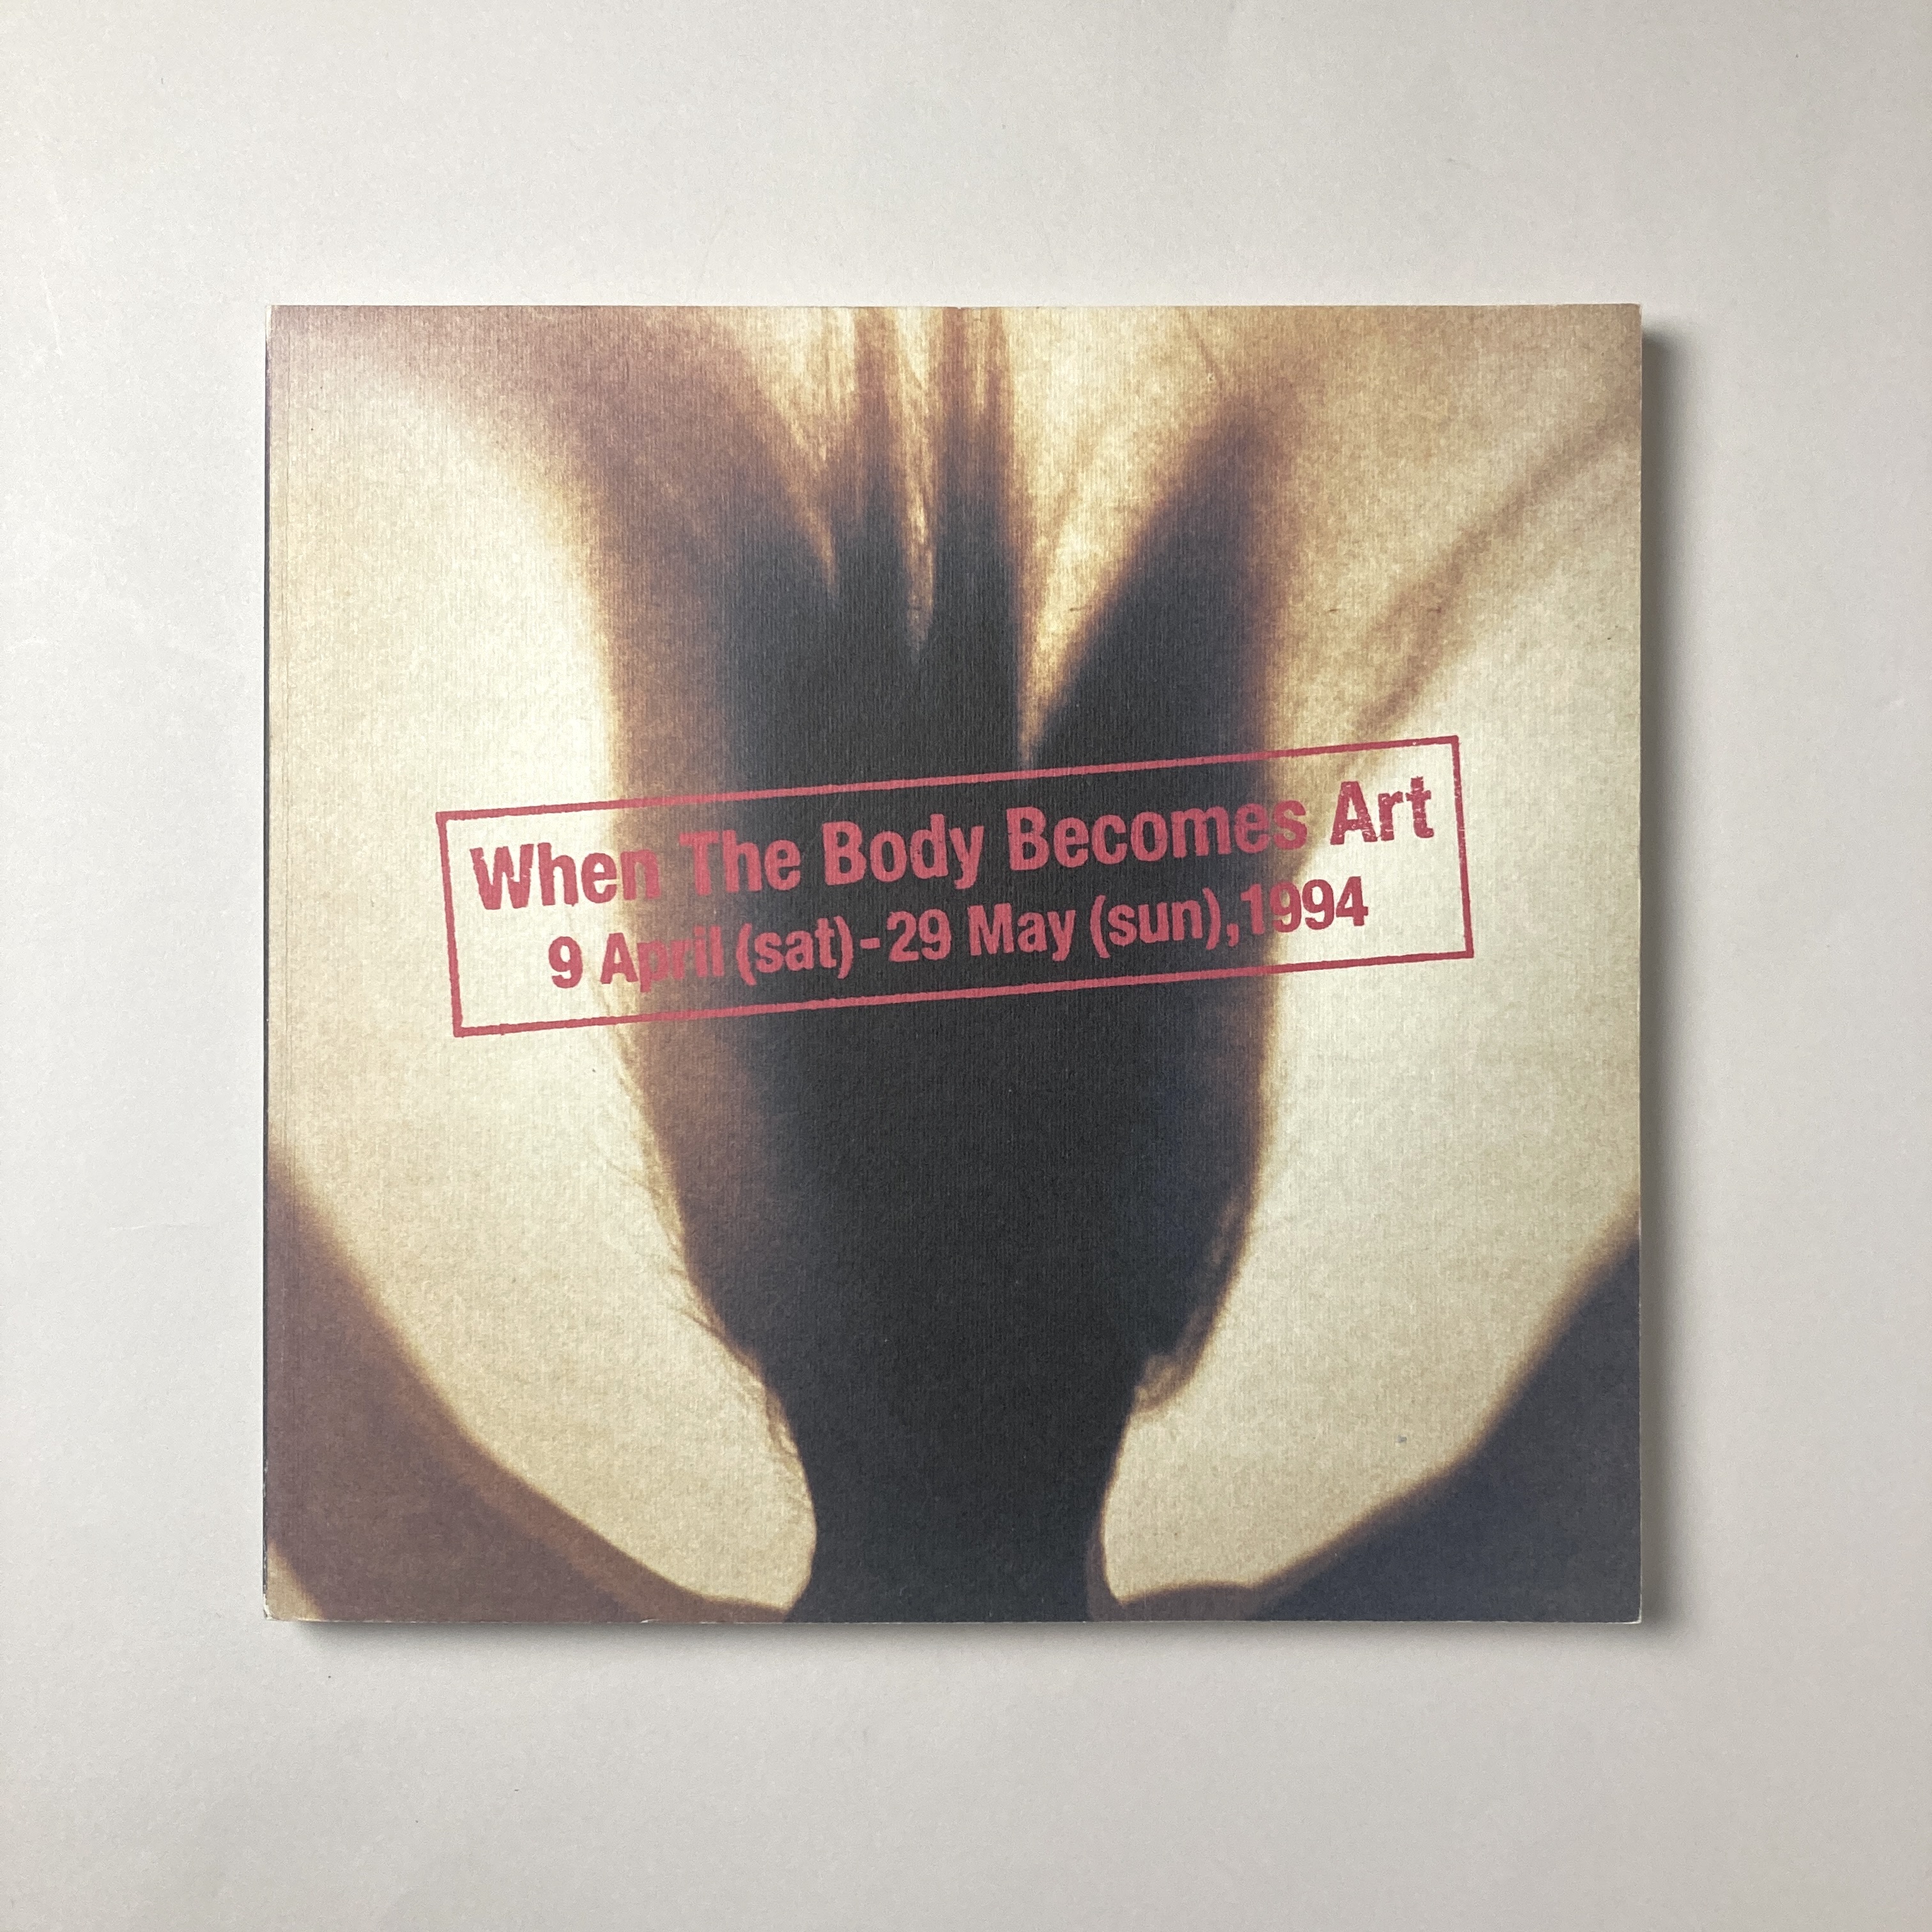 When The Body Becomes Art
9 April (sat)-29 May (sun),1994